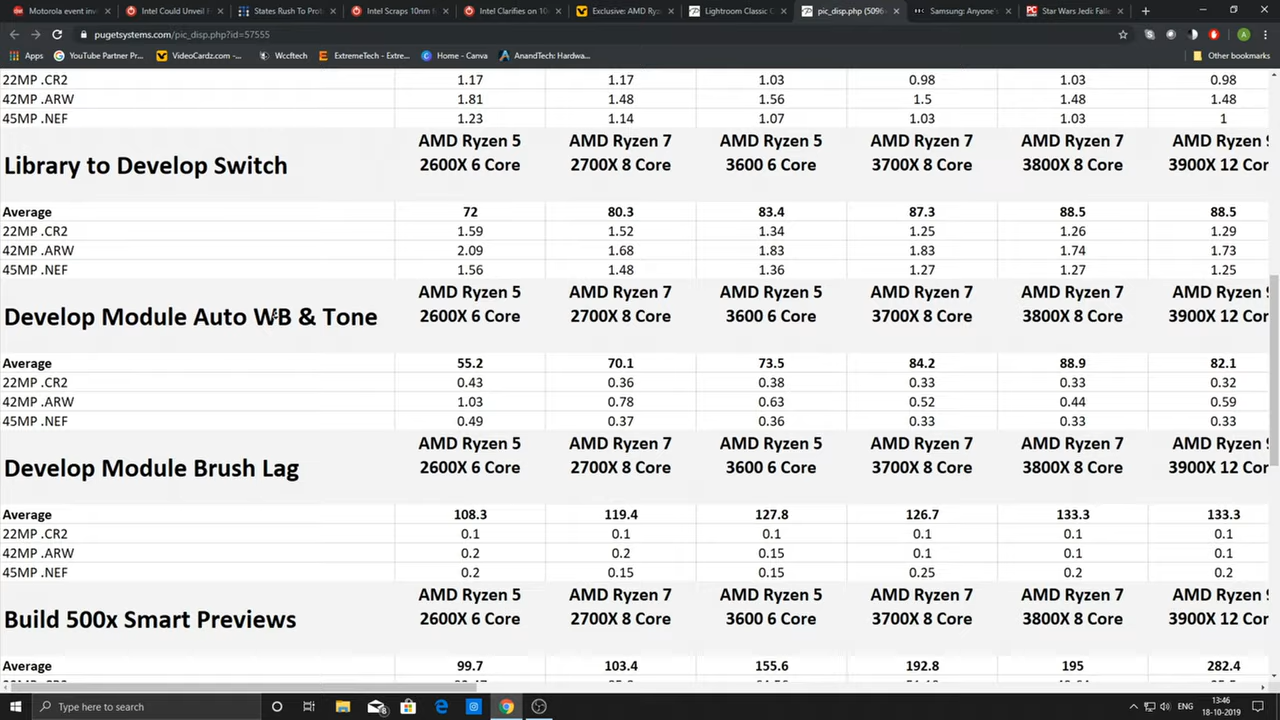 Motorola event invi
Intel Could Unveil F
States Rush To Prob
Intel Scraps 10nm f
Intel Clarifies on 10
Exclusive: AMD Ryz
Lightroom Classic C
pic_disp.php (5096
Samsung: Anyone'
Star Wars Jedi: Falle
pugetsystems.com/pic_disp.php?id=57555
Apps YouTube Partner Pr... VideoCardz.com -... Wccftech ExtremeTech - Extre... Home - Canva AnandTech: Hardwa... Other bookmarks
22MP .CR2 1.17 1.17 1.03 0.98 1.03 0.98
42MP .ARW 1.81 1.48 1.56 1.5 1.48 1.48
45MP .NEF 1.23 1.14 1.07 1.03 1.03 1
AMD Ryzen 5 AMD Ryzen 7 AMD Ryzen 5 AMD Ryzen 7 AMD Ryzen 7 AMD Ryzen 9
Library to Develop Switch 2600X 6 Core 2700X 8 Core 3600 6 Core 3700X 8 Core 3800X 8 Core 3900X 12 Cor
Average 72 80.3 83.4 87.3 88.5 88.5
22MP .CR2 1.59 1.52 1.34 1.25 1.26 1.29
42MP .ARW 2.09 1.68 1.83 1.83 1.74 1.73
45MP .NEF 1.56 1.48 1.36 1.27 1.27 1.25
AMD Ryzen 5 AMD Ryzen 7 AMD Ryzen 5 AMD Ryzen 7 AMD Ryzen 7 AMD Ryzen 9
Develop Module Auto WB & Tone 2600X 6 Core 2700X 8 Core 3600 6 Core 3700X 8 Core 3800X 8 Core 3900X 12 Cor
Average 55.2 70.1 73.5 84.2 88.9 82.1
22MP .CR2 0.43 0.36 0.38 0.33 0.33 0.32
42MP .ARW 1.03 0.78 0.63 0.52 0.44 0.59
45MP .NEF 0.49 0.37 0.36 0.33 0.33 0.33
AMD Ryzen 5 AMD Ryzen 7 AMD Ryzen 5 AMD Ryzen 7 AMD Ryzen 7 AMD Ryzen 9
Develop Module Brush Lag 2600X 6 Core 2700X 8 Core 3600 6 Core 3700X 8 Core 3800X 8 Core 3900X 12 Cor
Average 108.3 119.4 127.8 126.7 133.3 133.3
22MP .CR2 0.1 0.1 0.1 0.1 0.1 0.1
42MP .ARW 0.2 0.2 0.15 0.1 0.1 0.1
45MP .NEF 0.2 0.15 0.15 0.25 0.2 0.2
AMD Ryzen 5 AMD Ryzen 7 AMD Ryzen 5 AMD Ryzen 7 AMD Ryzen 7 AMD Ryzen 9
Build 500x Smart Previews 2600X 6 Core 2700X 8 Core 3600 6 Core 3700X 8 Core 3800X 8 Core 3900X 12 Cor
Average 99.7 103.4 155.6 192.8 195 282.4
Type here to search
ENG
13:46
18-10-2019